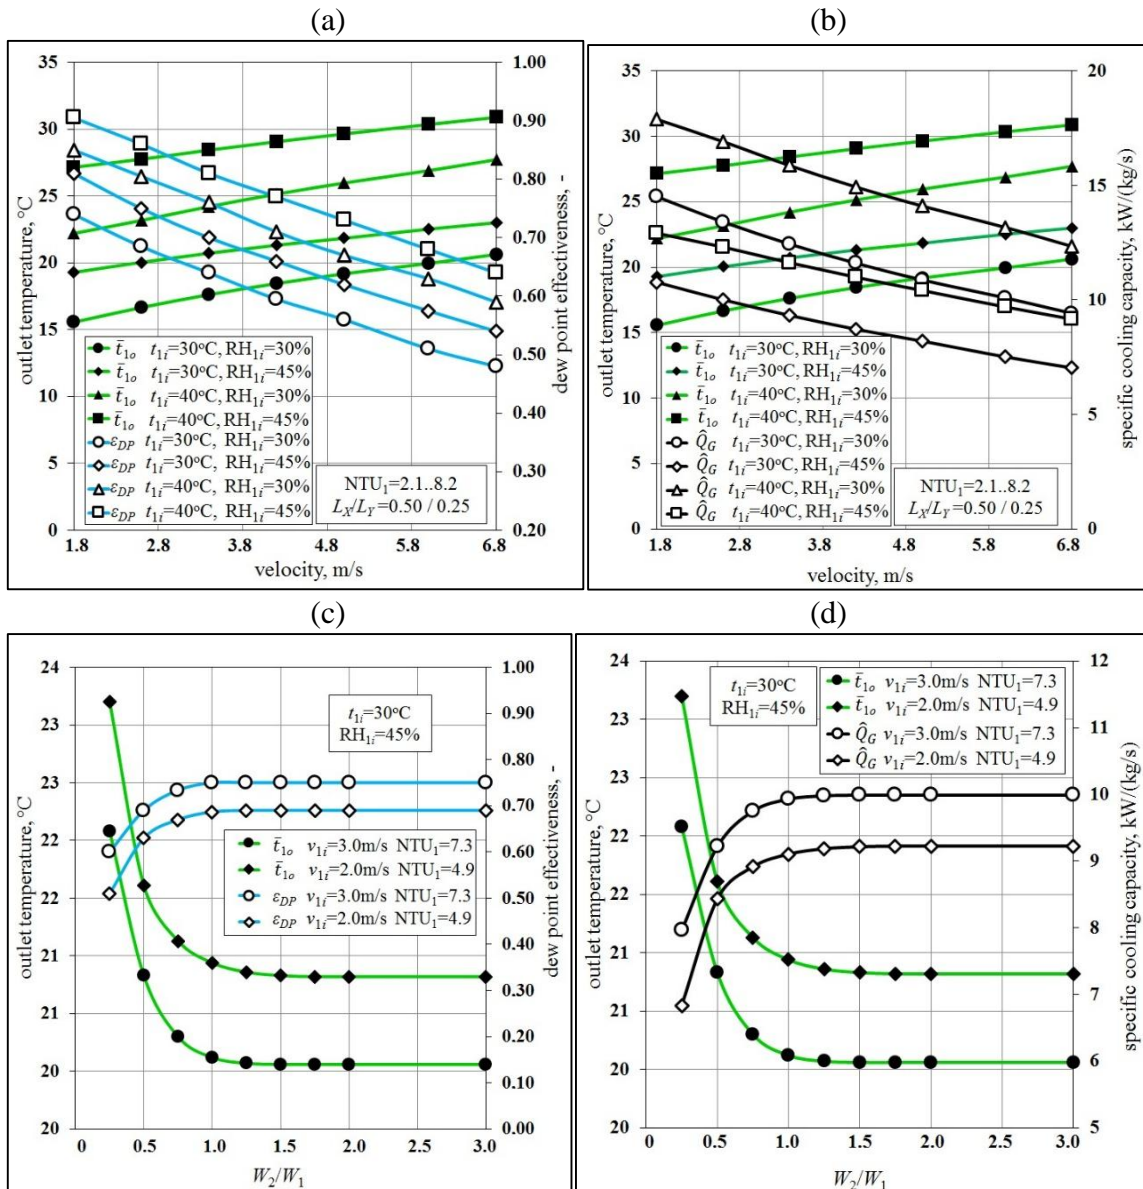 (a)
35
30
25
20
15
10
5
0
outlet temperature, °C
1.00
0.90
0.80
0.70
0.60
0.50
0.40
0.30
0.20
dew point effectiveness, -
t̄1o t1i=30°C, RH1i=30%
t̄1o t1i=30°C, RH1i=45%
t̄1o t1i=40°C, RH1i=30%
t̄1o t1i=40°C, RH1i=45%
εDP t1i=30°C, RH1i=30%
εDP t1i=30°C, RH1i=45%
εDP t1i=40°C, RH1i=30%
εDP t1i=40°C, RH1i=45%
NTU1=2.1..8.2
LX/LY=0.50 / 0.25
1.8 2.8 3.8 4.8 5.8 6.8
velocity, m/s
(b)
35
30
25
20
15
10
5
0
outlet temperature, °C
20
15
10
5
0
specific cooling capacity, kW/(kg/s)
t̄1o t1i=30°C, RH1i=30%
t̄1o t1i=30°C, RH1i=45%
t̄1o t1i=40°C, RH1i=30%
t̄1o t1i=40°C, RH1i=45%
Q̂G t1i=30°C, RH1i=30%
Q̂G t1i=30°C, RH1i=45%
Q̂G t1i=40°C, RH1i=30%
Q̂G t1i=40°C, RH1i=45%
NTU1=2.1..8.2
LX/LY=0.50 / 0.25
1.8 2.8 3.8 4.8 5.8 6.8
velocity, m/s
(c)
24
23
23
22
22
21
21
20
20
outlet temperature, °C
1.00
0.90
0.80
0.70
0.60
0.50
0.40
0.30
0.20
0.10
0.00
dew point effectiveness, -
t1i=30°C
RH1i=45%
t̄1o v1i=3.0m/s NTU1=7.3
t̄1o v1i=2.0m/s NTU1=4.9
εDP v1i=3.0m/s NTU1=7.3
εDP v1i=2.0m/s NTU1=4.9
0 0.5 1.0 1.5 2.0 3.0
W2/W1
(d)
24
23
23
22
22
21
21
20
20
outlet temperature, °C
12
11
10
9
8
7
6
5
specific cooling capacity, kW/(kg/s)
t1i=30°C
RH1i=45%
t̄1o v1i=3.0m/s NTU1=7.3
t̄1o v1i=2.0m/s NTU1=4.9
Q̂G v1i=3.0m/s NTU1=7.3
Q̂G v1i=2.0m/s NTU1=4.9
0 0.5 1.0 1.5 2.0 3.0
W2/W1